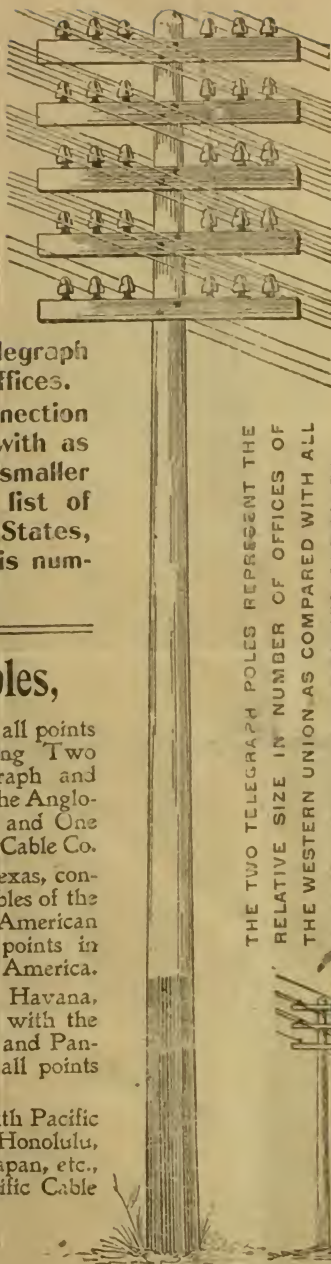 legraph
ffices.
nection
with as
smaller
list of
States,
is num-
les,
all points
ng Two
raph and
he Anglo-
and One
Cable Co.
exas, con-
bles of the
American
points in
America.
Havana,
with the
and Pan-
all points
th Pacific
Honolulu,
apan, etc.,
ific Cable
THE TWO TELEGRAPH POLES REPRESENT THE
RELATIVE SIZE IN NUMBER OF OFFICES OF
THE WESTERN UNION AS COMPARED WITH ALL